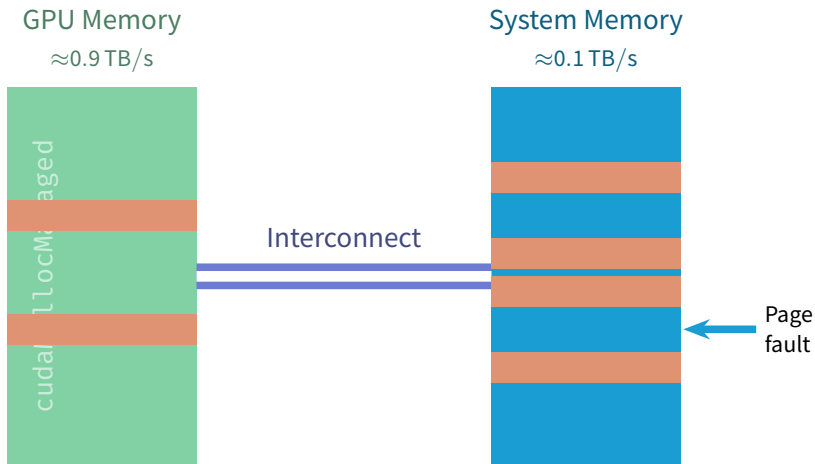 GPU Memory
≈0.9 TB/s
System Memory
≈0.1 TB/s
cudaMallocManaged
Interconnect
Page
fault